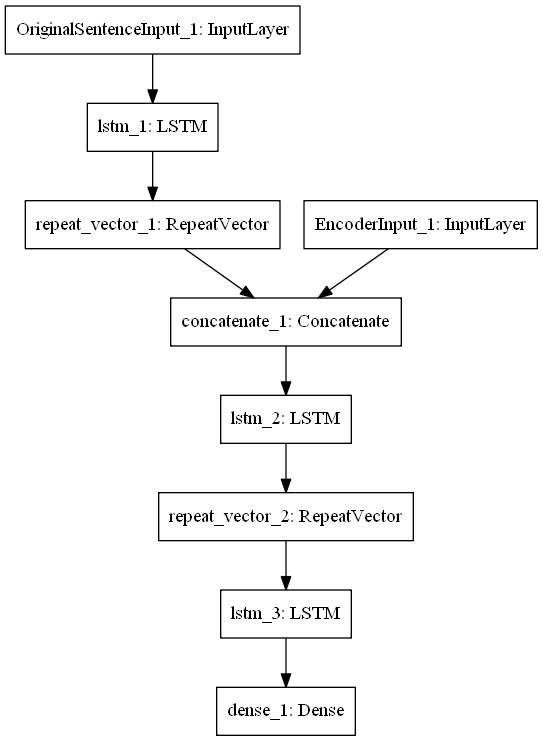 OriginalSentenceInput_1: InputLayer
lstm_1: LSTM
repeat_vector_1: RepeatVector
EncoderInput_1: InputLayer
concatenate_1: Concatenate
lstm_2: LSTM
repeat_vector_2: RepeatVector
lstm_3: LSTM
dense_1: Dense